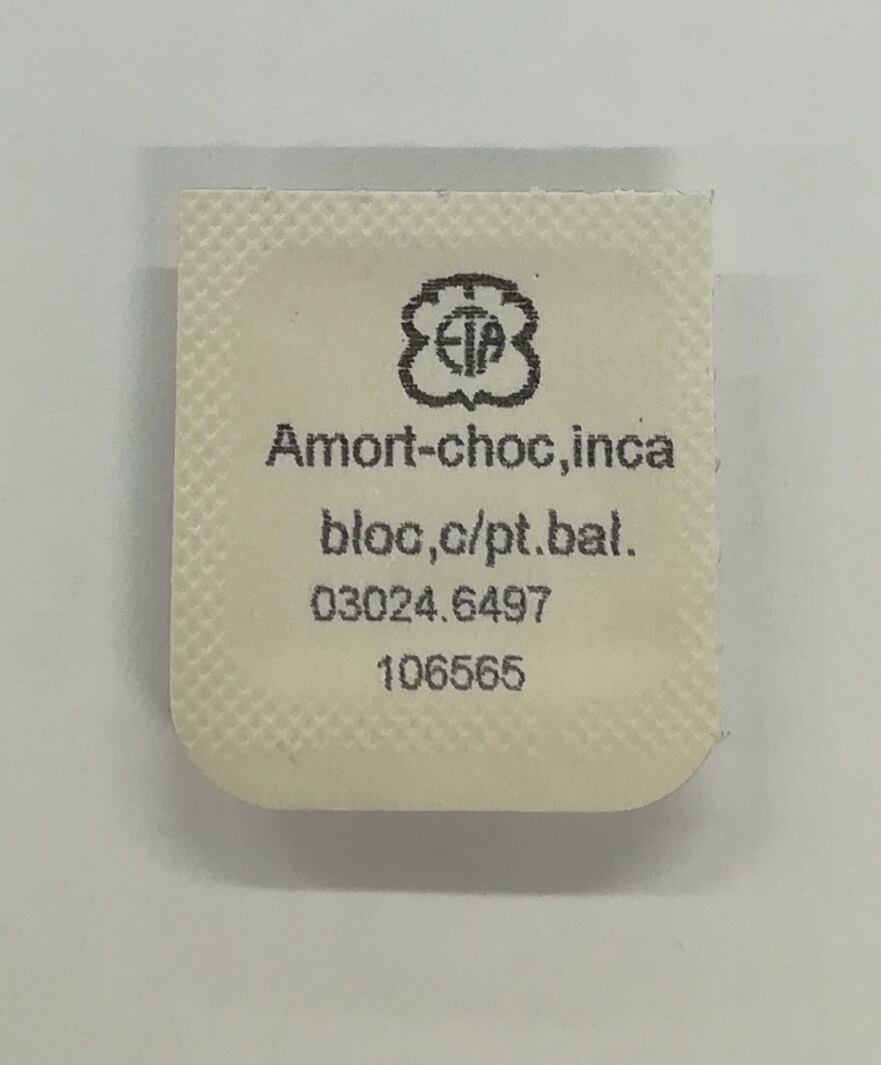 ETA
Amort-choc,inca
bloc,c/pt.bal.
03024.6497
106565